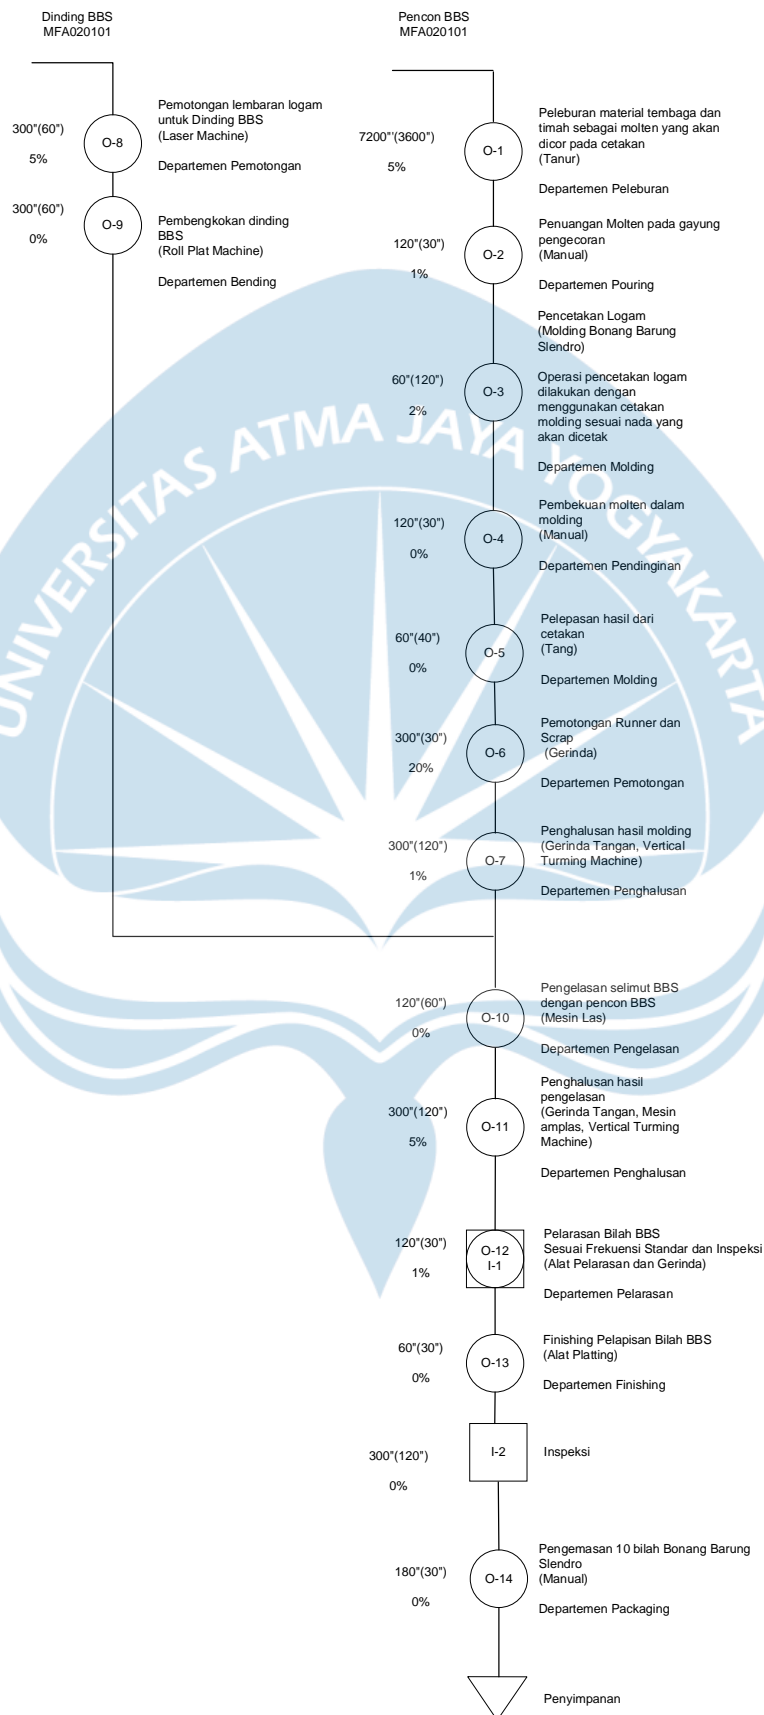 Dinding BBS
MFA020101
300"(60")
5%
O-8
Pemotongan lembaran logam
untuk Dinding BBS
(Laser Machine)
Departemen Pemotongan
300"(60")
0%
O-9
Pembengkokan dinding
BBS
(Roll Plat Machine)
Departemen Bending
Pencon BBS
MFA020101
7200"(3600")
5%
O-1
Peleburan material tembaga dan
timah sebagai molten yang akan
dicor pada cetakan
(Tanur)
Departemen Peleburan
120"(30")
1%
O-2
Penuangan Molten pada gayung
pengecoran
(Manual)
Departemen Pouring
60"(120")
2%
O-3
Pencetakan Logam
(Molding Bonang Barung
Slendro)
Operasi pencetakan logam
dilakukan dengan
menggunakan cetakan
molding sesuai nada yang
akan dicetak
Departemen Molding
120"(30")
0%
O-4
Pembekuan molten dalam
molding
(Manual)
Departemen Pendinginan
60"(40")
0%
O-5
Pelepasan hasil dari
cetakan
(Tang)
Departemen Molding
300"(30")
20%
O-6
Pemotongan Runner dan
Scrap
(Gerinda)
Departemen Pemotongan
300"(120")
1%
O-7
Penghalusan hasil molding
(Gerinda Tangan, Vertical
Turming Machine)
Departemen Penghalusan
120"(60")
0%
O-10
Pengelasan selimut BBS
dengan pencon BBS
(Mesin Las)
Departemen Pengelasan
300"(120")
5%
O-11
Penghalusan hasil
pengelasan
(Gerinda Tangan, Mesin
amplas, Vertical Turming
Machine)
Departemen Penghalusan
120"(30")
1%
O-12
I-1
Pelarasan Bilah BBS
Sesuai Frekuensi Standar dan Inspeksi
(Alat Pelarasan dan Gerinda)
Departemen Pelarasan
60"(30")
0%
O-13
Finishing Pelapisan Bilah BBS
(Alat Platting)
Departemen Finishing
300"(120")
0%
I-2
Inspeksi
180"(30")
0%
O-14
Pengemasan 10 bilah Bonang Barung
Slendro
(Manual)
Departemen Packaging
Penyimpanan
UNIVERSITAS ATMA JAYA YOGYAKARTA